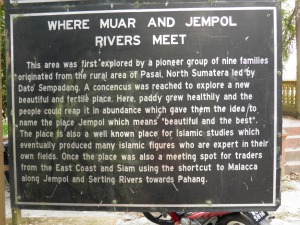 WHERE MUAR AND JEMPOL
RIVERS MEET
This area was first explored by a pioneer group of nine families
originated from the rural area of Pasai, North Sumatera led by
Dato' Sempadang. A concencus was reached to explore a new
beautiful and fertile place. Here, paddy grew healthily and the
people could reap it in abundance which gave them the idea to
name the place Jempol which means "beautiful and the best".
The place is also a well known place for Islamic studies which
eventually produced many islamic figures who are expert in their
own fields. Once the place was also a meeting spot for traders
from the East Coast and Siam using the shortcut to Malacca
along Jempol and Serting Rivers towards Pahang.